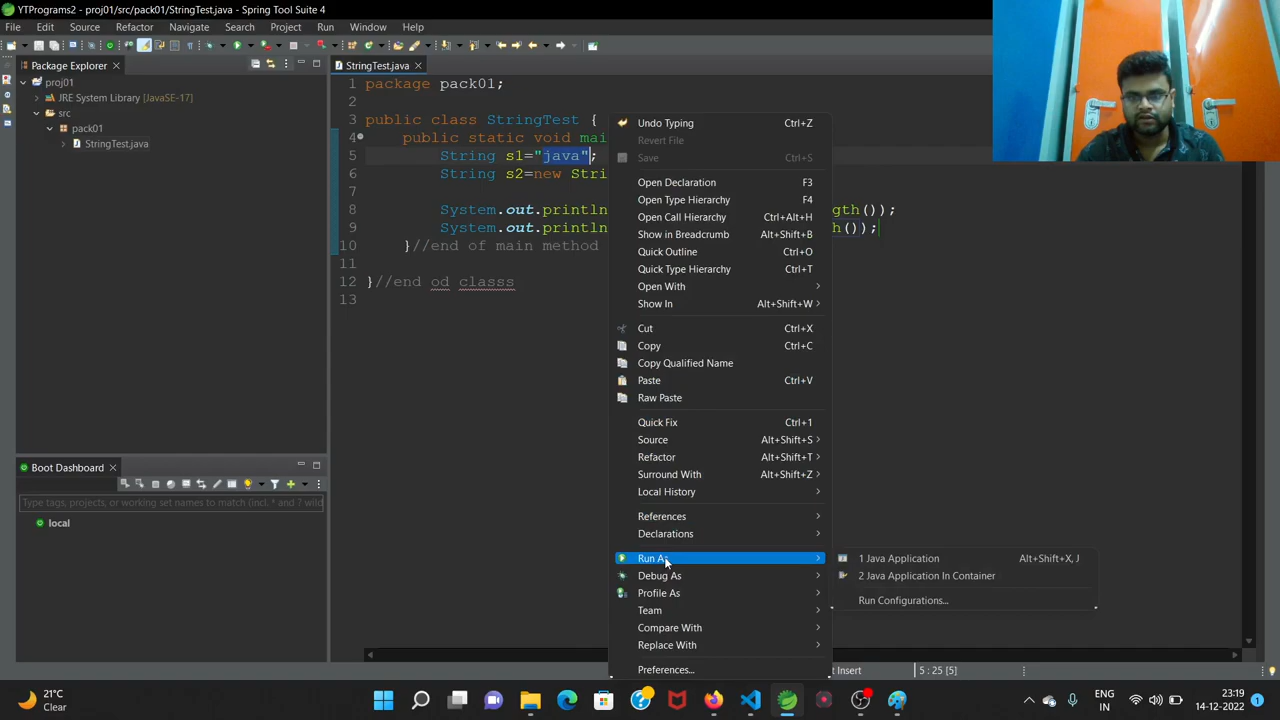 YTPrograms2 - proj01/src/pack01/StringTest.java - Spring Tool Suite 4
File Edit Source Refactor Navigate Search Project Run Window Help
Package Explorer
proj01
JRE System Library [JavaSE-17]
src
pack01
StringTest.java
StringTest.java
1 package pack01;
2
3 public class StringTest {
4 public static void mai
5 String s1="java";
6 String s2=new Stri
8 System.out.println gth());
9 System.out.println h());
10 }//end of main method
11
12 }//end od classs
13
Undo Typing Ctrl+Z
Revert File
Save Ctrl+S
Open Declaration F3
Open Type Hierarchy F4
Open Call Hierarchy Ctrl+Alt+H
Show in Breadcrumb Alt+Shift+B
Quick Outline Ctrl+O
Quick Type Hierarchy Ctrl+T
Open With
Show In Alt+Shift+W
Cut Ctrl+X
Copy Ctrl+C
Copy Qualified Name
Paste Ctrl+V
Raw Paste
Quick Fix Ctrl+1
Source Alt+Shift+S
Refactor Alt+Shift+T
Surround With Alt+Shift+Z
Local History
References
Declarations
Run As
Debug As
Profile As
Team
Compare With
Replace With
Preferences...
1 Java Application Alt+Shift+X, J
2 Java Application In Container
Run Configurations...
Boot Dashboard
Type tags, projects, or working set names to match (incl. * and ? wild
local
Insert 5 : 25 [5]
21°C
Clear
ENG
IN
23:19
14-12-2022
1